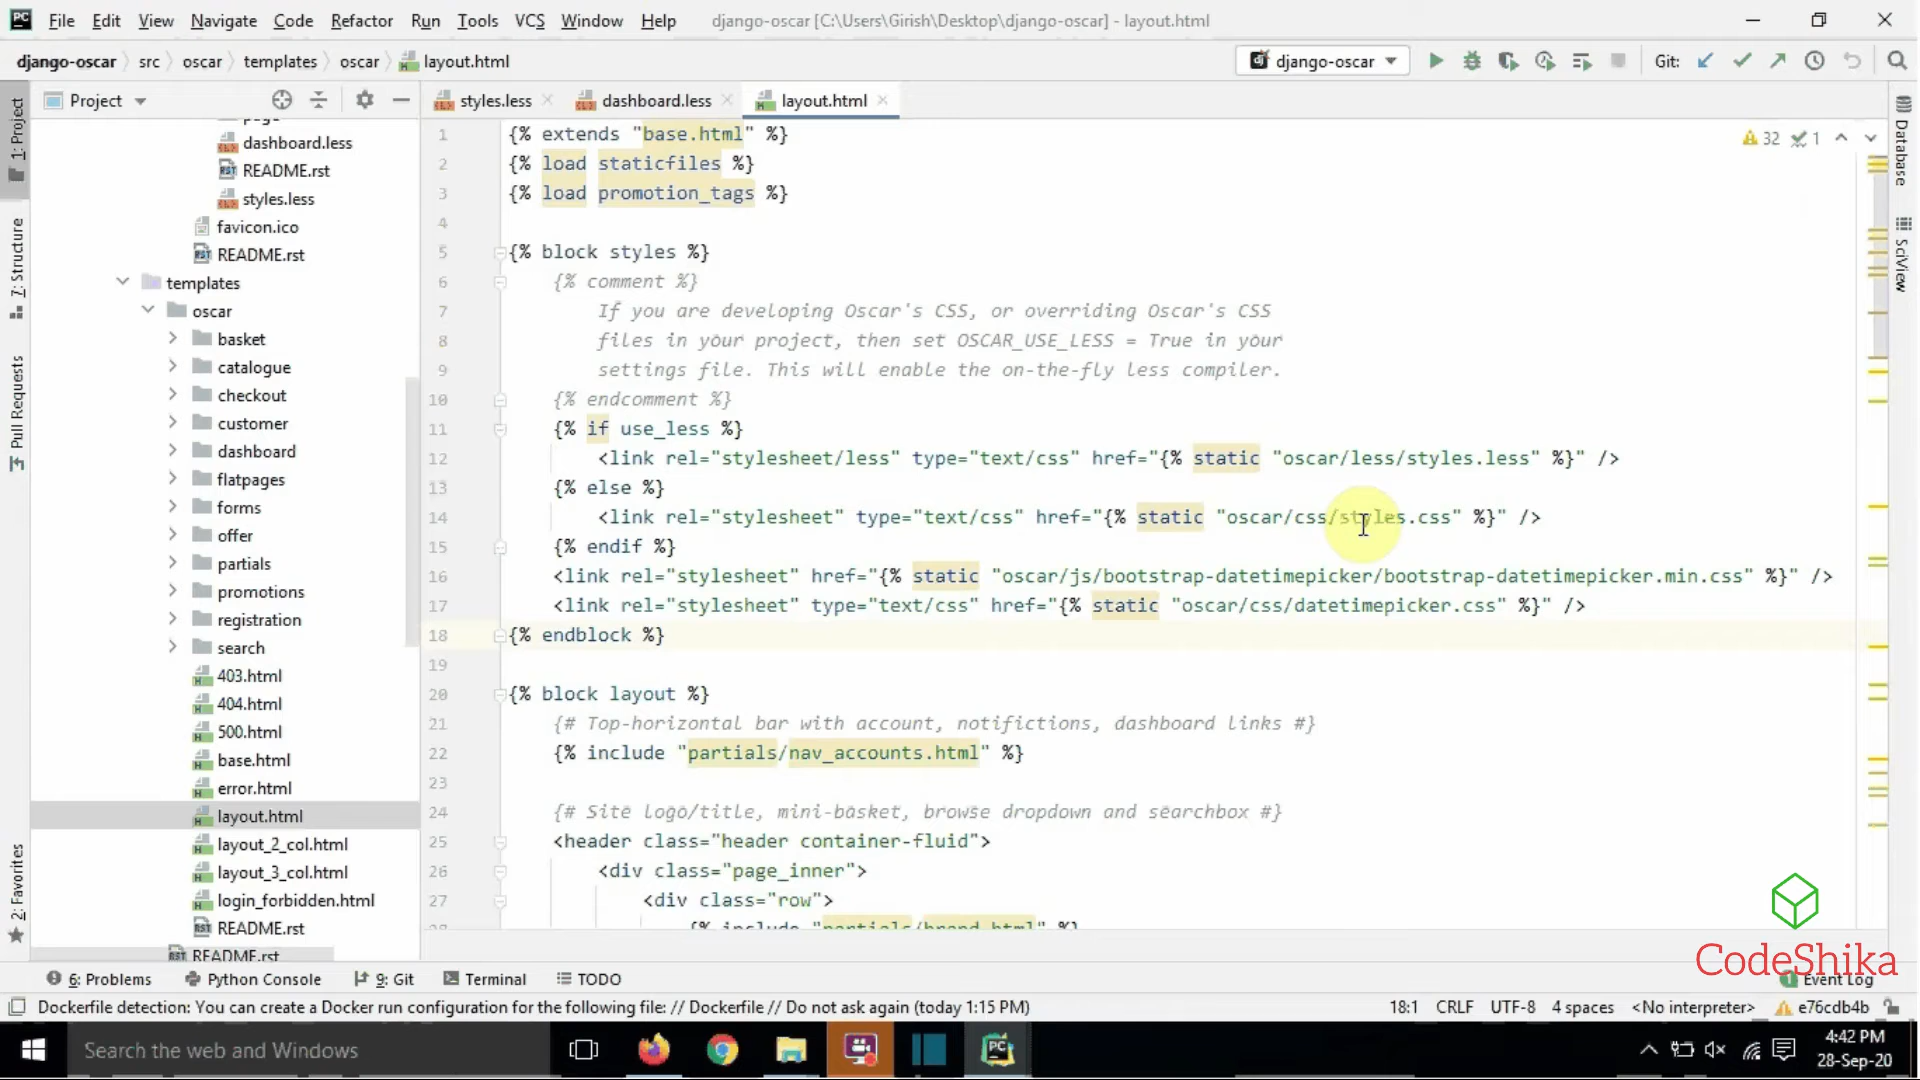 PC File Edit View Navigate Code Refactor Run Tools VCS Window Help django-oscar [C:\Users\Girish\Desktop\django-oscar] - layout.html
django-oscar src oscar templates oscar layout.html django-oscar Git:
Project styles.less dashboard.less layout.html
1: Project
7: Structure
Pull Requests
2: Favorites
dashboard.less
README.rst
styles.less
favicon.ico
README.rst
templates
oscar
basket
catalogue
checkout
customer
dashboard
flatpages
forms
offer
partials
promotions
registration
search
403.html
404.html
500.html
base.html
error.html
layout.html
layout_2_col.html
layout_3_col.html
login_forbidden.html
README.rst
README.rst
32 1
1 {% extends "base.html" %}
2 {% load staticfiles %}
3 {% load promotion_tags %}
4
5 {% block styles %}
6 {% comment %}
7 If you are developing Oscar's CSS, or overriding Oscar's CSS
8 files in your project, then set OSCAR_USE_LESS = True in your
9 settings file. This will enable the on-the-fly less compiler.
10 {% endcomment %}
11 {% if use_less %}
12 <link rel="stylesheet/less" type="text/css" href="{% static "oscar/less/styles.less" %}" />
13 {% else %}
14 <link rel="stylesheet" type="text/css" href="{% static "oscar/css/styles.css" %}" />
15 {% endif %}
16 <link rel="stylesheet" href="{% static "oscar/js/bootstrap-datetimepicker/bootstrap-datetimepicker.min.css" %}" />
17 <link rel="stylesheet" type="text/css" href="{% static "oscar/css/datetimepicker.css" %}" />
18 {% endblock %}
19
20 {% block layout %}
21 {# Top-horizontal bar with account, notifictions, dashboard links #}
22 {% include "partials/nav_accounts.html" %}
23
24 {# Site logo/title, mini-basket, browse dropdown and searchbox #}
25 <header class="header container-fluid">
26 <div class="page_inner">
27 <div class="row">
{% include "partials/brand.html" %}
Database
SciView
CodeShika
6: Problems Python Console 9: Git Terminal TODO 1 Event Log
Dockerfile detection: You can create a Docker run configuration for the following file: // Dockerfile // Do not ask again (today 1:15 PM) 18:1 CRLF UTF-8 4 spaces <No interpreter> e76cdb4b
Search the web and Windows PC
4:42 PM
28-Sep-20